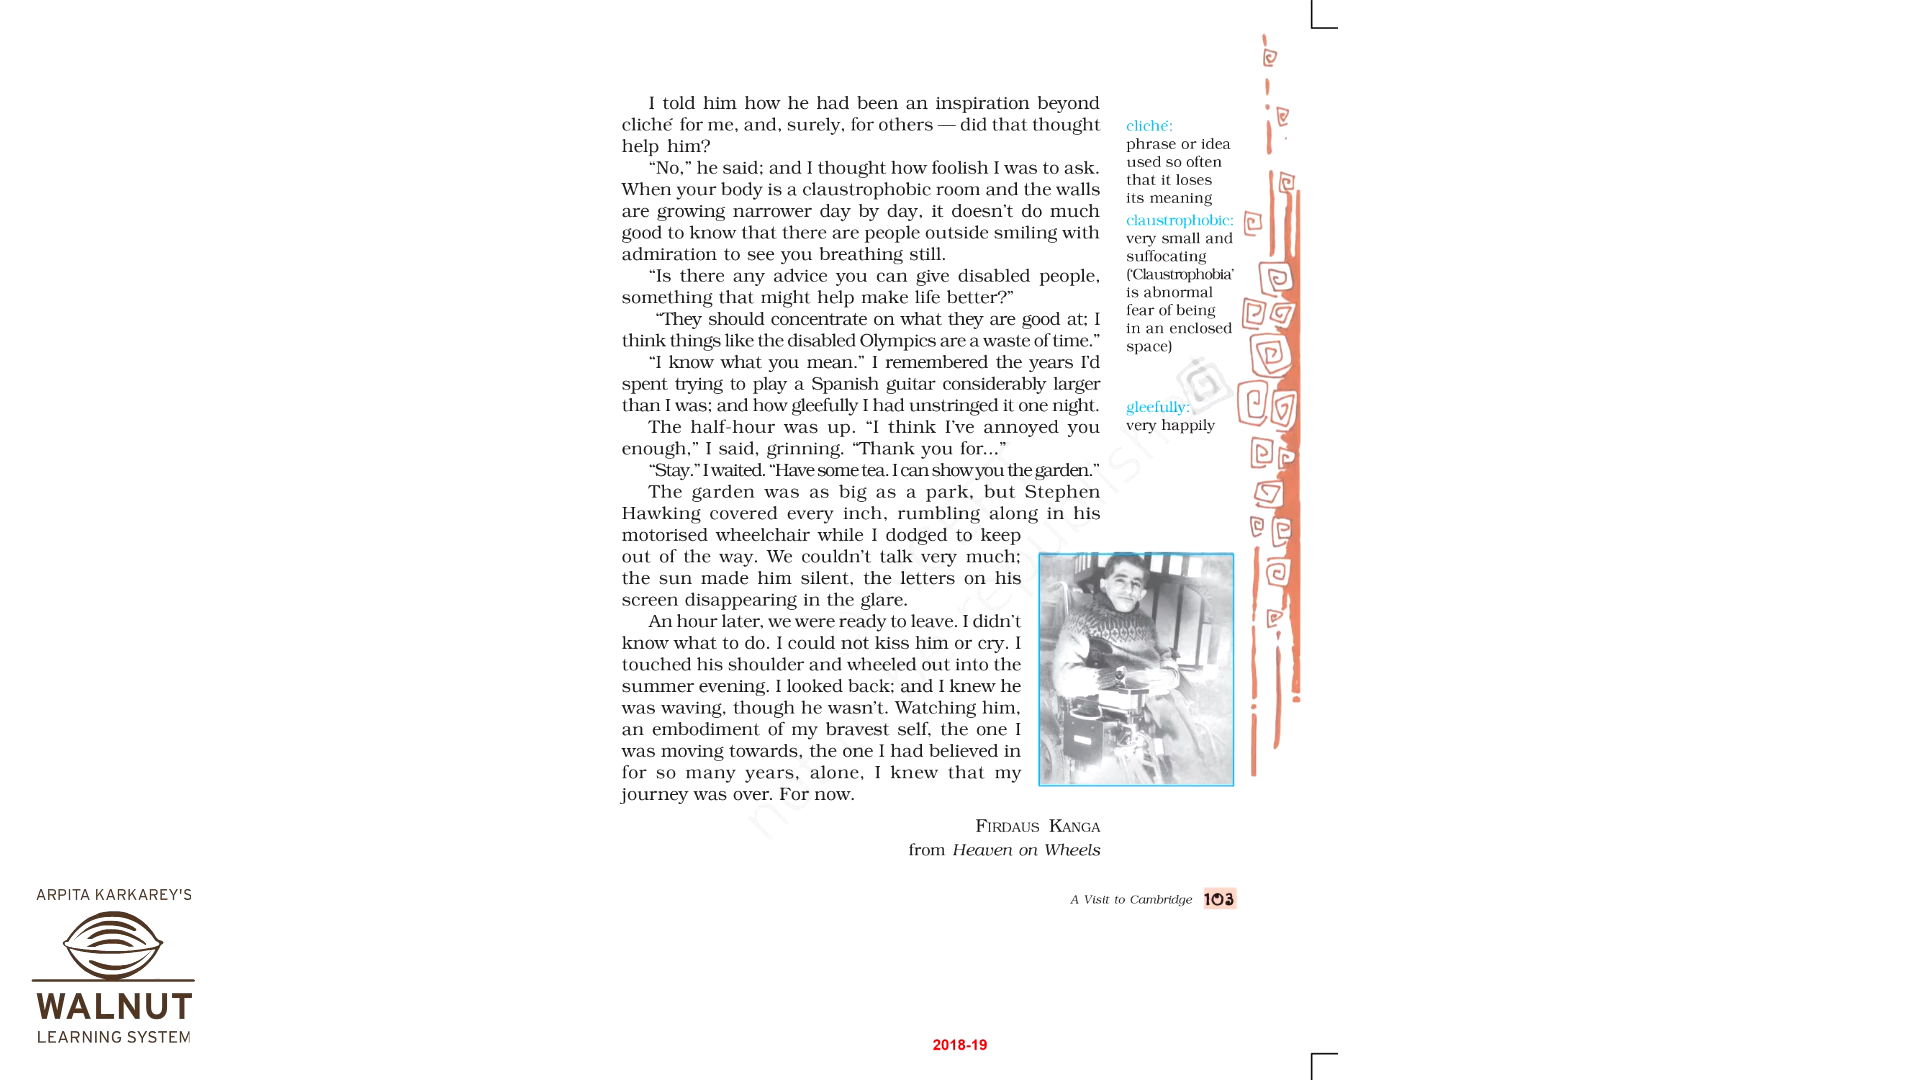 I told him how he had been an inspiration beyond
cliché for me, and, surely, for others — did that thought
help him?
“No,” he said; and I thought how foolish I was to ask.
When your body is a claustrophobic room and the walls
are growing narrower day by day, it doesn’t do much
good to know that there are people outside smiling with
admiration to see you breathing still.
“Is there any advice you can give disabled people,
something that might help make life better?”
“They should concentrate on what they are good at; I
think things like the disabled Olympics are a waste of time.”
“I know what you mean.” I remembered the years I’d
spent trying to play a Spanish guitar considerably larger
than I was; and how gleefully I had unstringed it one night.
The half-hour was up. “I think I’ve annoyed you
enough,” I said, grinning. “Thank you for...”
“Stay.” I waited. “Have some tea. I can show you the garden.”
The garden was as big as a park, but Stephen
Hawking covered every inch, rumbling along in his
motorised wheelchair while I dodged to keep
out of the way. We couldn’t talk very much;
the sun made him silent, the letters on his
screen disappearing in the glare.
An hour later, we were ready to leave. I didn’t
know what to do. I could not kiss him or cry. I
touched his shoulder and wheeled out into the
summer evening. I looked back; and I knew he
was waving, though he wasn’t. Watching him,
an embodiment of my bravest self, the one I
was moving towards, the one I had believed in
for so many years, alone, I knew that my
journey was over. For now.
FIRDAUS KANGA
from Heaven on Wheels
cliché:
phrase or idea
used so often
that it loses
its meaning
claustrophobic:
very small and
suffocating
(‘Claustrophobia’
is abnormal
fear of being
in an enclosed
space)
gleefully:
very happily
A Visit to Cambridge 103
ARPITA KARKAREY'S
WALNUT
LEARNING SYSTEM
2018-19